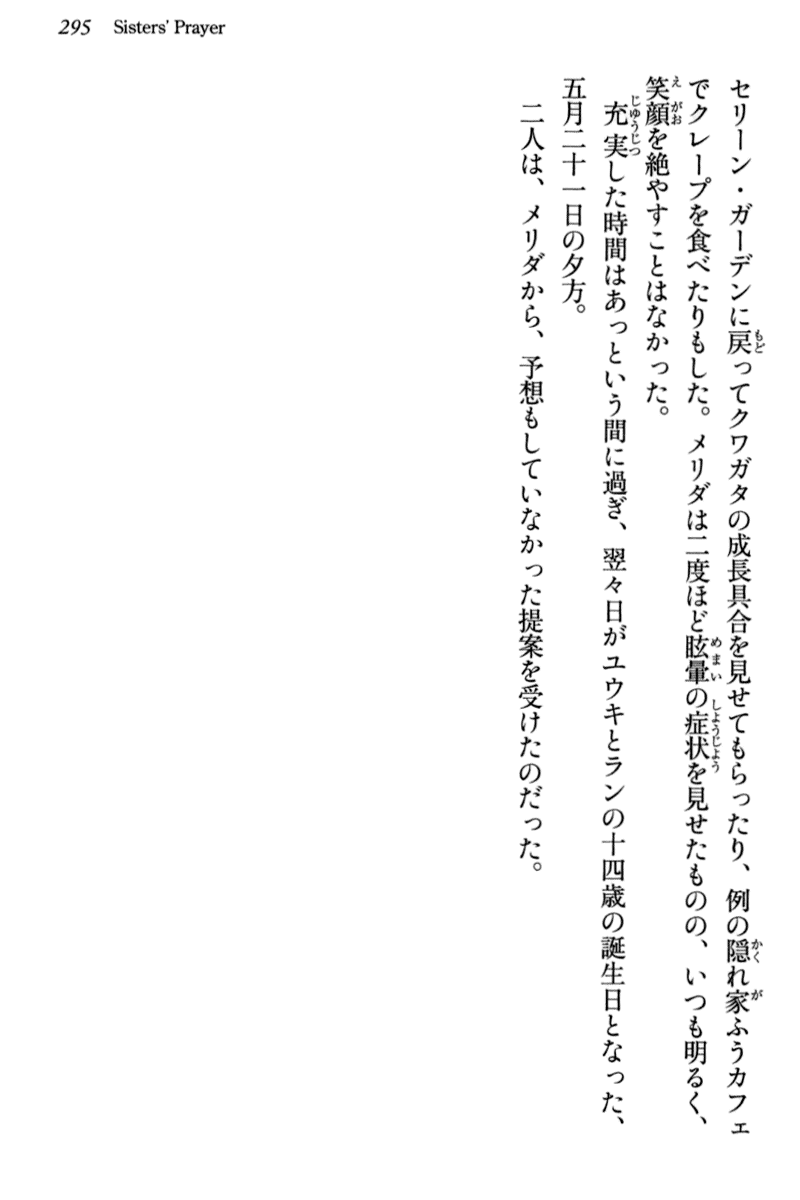 295 Sisters' Prayer
セリーン・ガーデンに戻ってクワガタの成長具合を見せてもらったり、例の隠れ家ふうカフェ
でクレープを食べたりもした。メリダは二度ほど眩暈の症状を見せたものの、いつも明るく、
笑顔を絶やすことはなかった。
充実した時間はあっという間に過ぎ、翌々日がユウキとランの十四歳の誕生日となった、
五月二十一日の夕方。
二人は、メリダから、予想もしていなかった提案を受けたのだった。